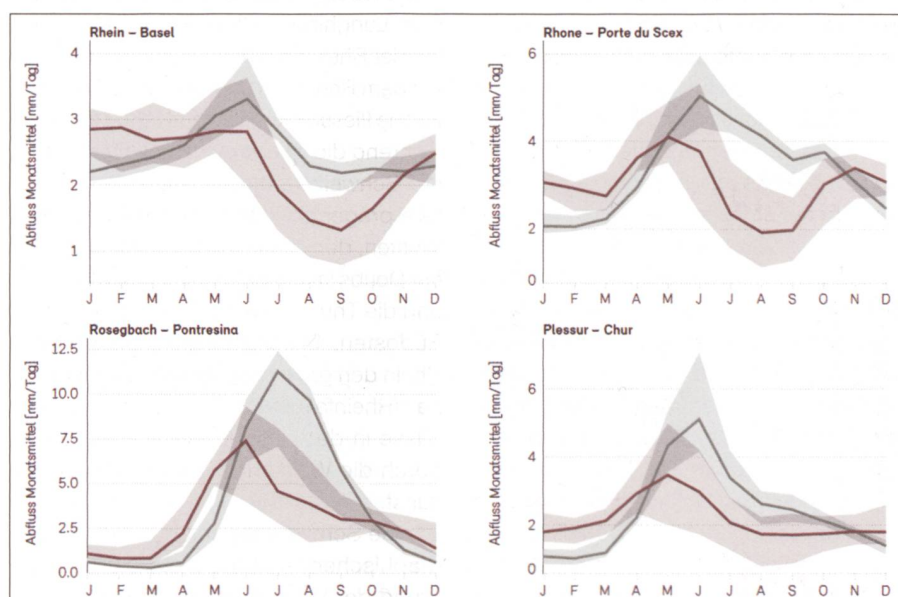 Rhein – Basel
Abfluss Monatsmittel [mm/Tag]
4
3
2
1
J F M A M J J A S O N D
Rhone – Porte du Scex
Abfluss Monatsmittel [mm/Tag]
6
4
2
0
J F M A M J J A S O N D
Rosegbach – Pontresina
Abfluss Monatsmittel [mm/Tag]
12.5
10.0
7.5
5.0
2.5
0.0
J F M A M J J A S O N D
Plessur – Chur
Abfluss Monatsmittel [mm/Tag]
6
4
2
0
J F M A M J J A S O N D